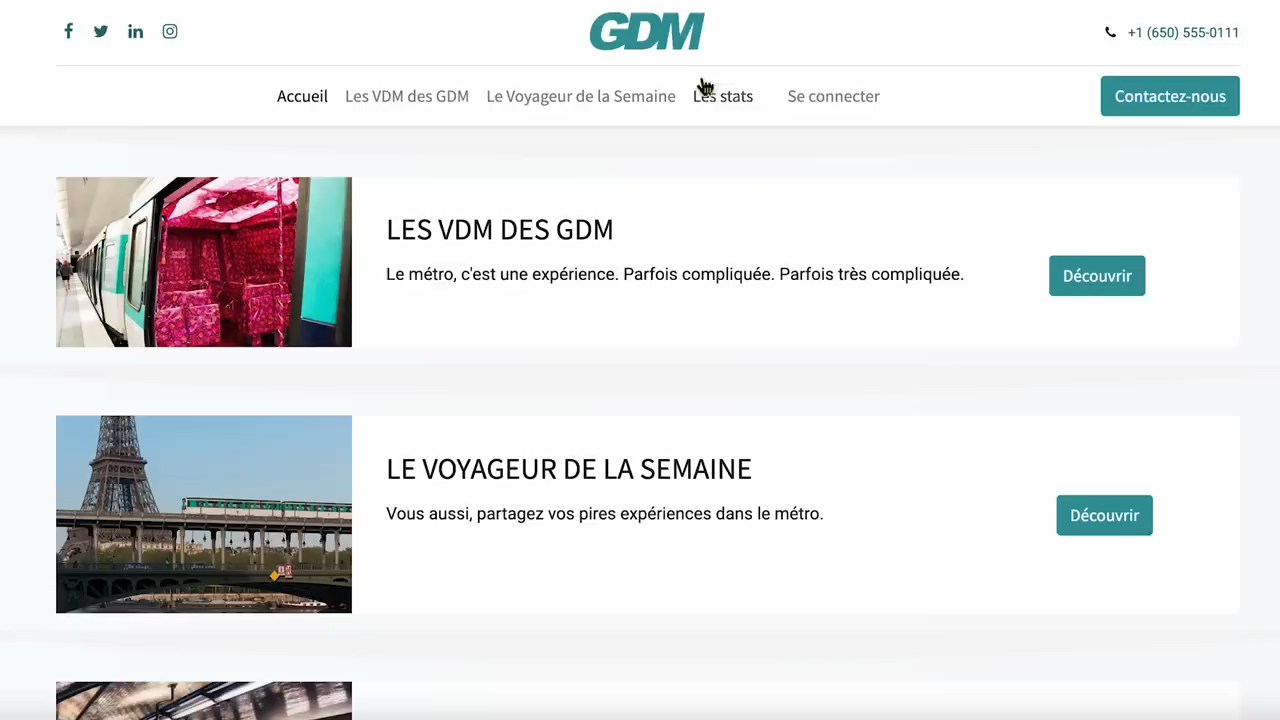 GDM
+1 (650) 555-0111
Accueil
Les VDM des GDM
Le Voyageur de la Semaine
Les stats
Se connecter
Contactez-nous
LES VDM DES GDM
Le métro, c'est une expérience. Parfois compliquée. Parfois très compliquée.
Découvrir
LE VOYAGEUR DE LA SEMAINE
Vous aussi, partagez vos pires expériences dans le métro.
Découvrir